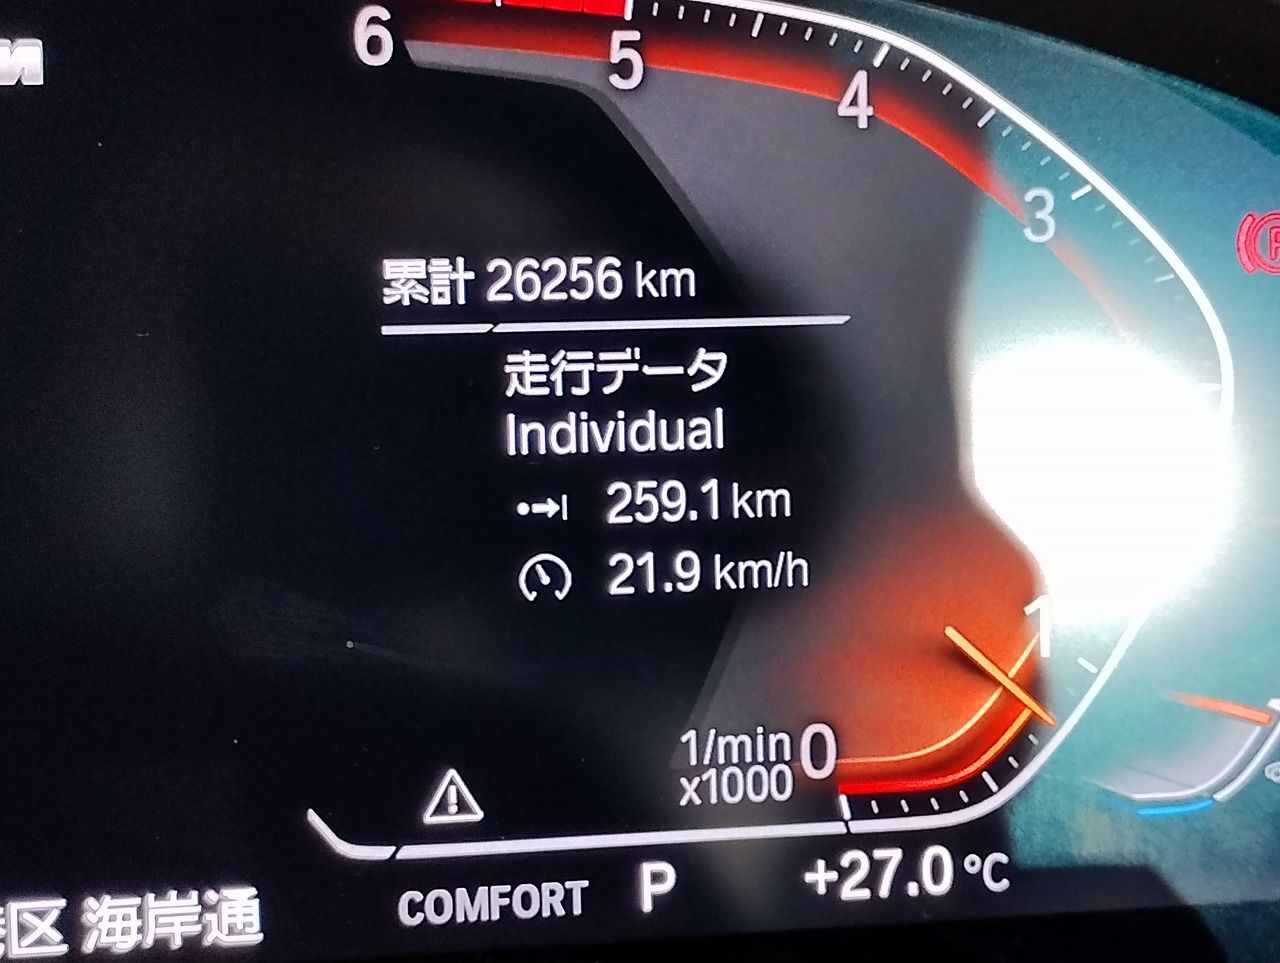 6
5
4
3
累計 26256 km
走行データ
Individual
259.1 km
21.9 km/h
1
1/min
x1000
0
COMFORT
P
+27.0 °C
区 海岸通